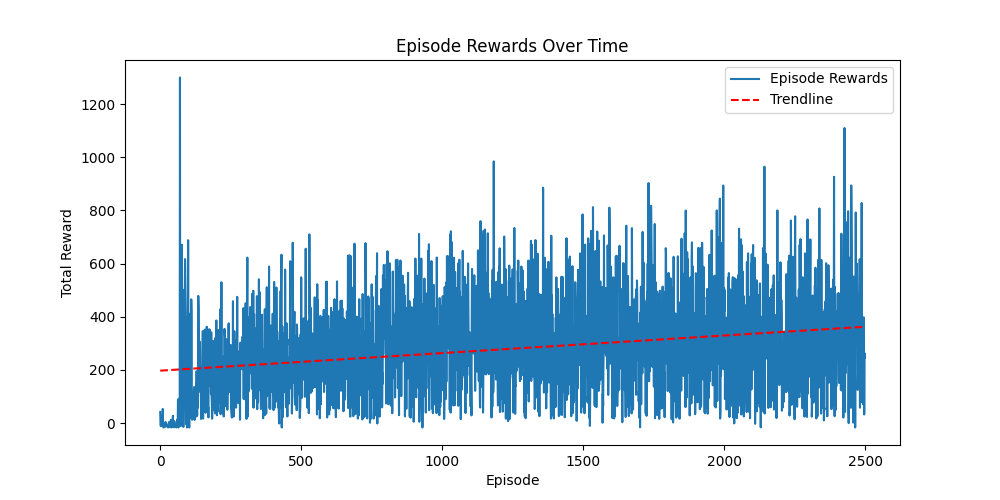 Episode Rewards Over Time
Episode Rewards
Trendline
Total Reward
1200
1000
800
600
400
200
0
0 500 1000 1500 2000 2500
Episode